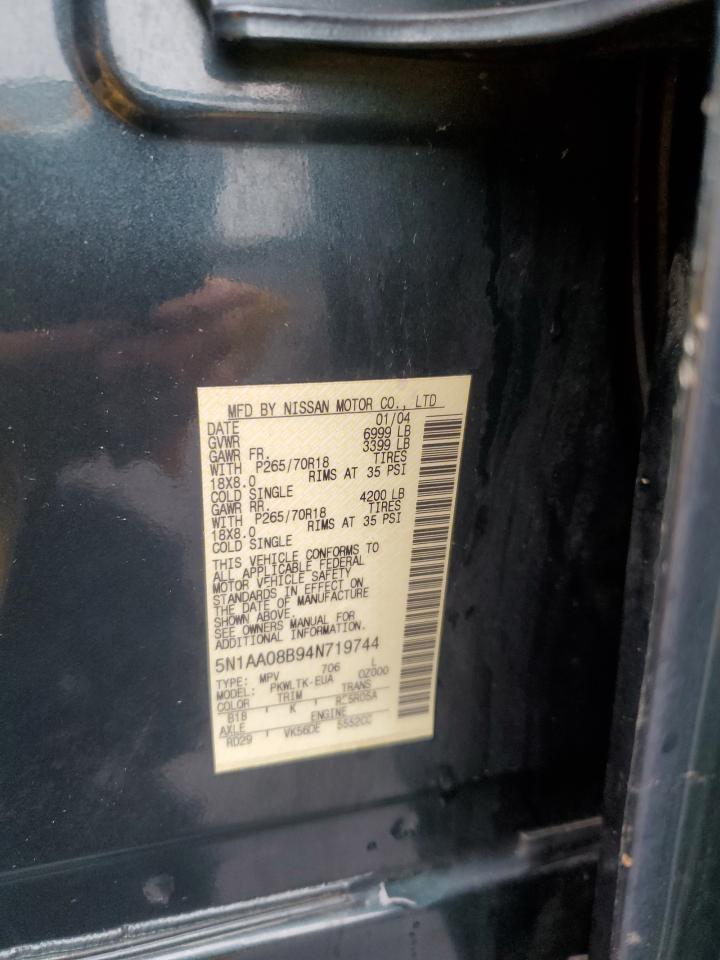 MFD BY NISSAN MOTOR CO., LTD
DATE 01/04
GVWR 6999 LB
GAWR FR. 3399 LB
WITH P265/70R18 TIRES
18X8.0 RIMS AT 35 PSI
COLD SINGLE
GAWR RR. 4200 LB
WITH P265/70R18 TIRES
18X8.0 RIMS AT 35 PSI
COLD SINGLE
THIS VEHICLE CONFORMS TO
ALL APPLICABLE FEDERAL
MOTOR VEHICLE SAFETY
STANDARDS IN EFFECT ON
THE DATE OF MANUFACTURE
SHOWN ABOVE.
SEE OWNERS MANUAL FOR
ADDITIONAL INFORMATION.
5N1AA08B94N719744
TYPE: MPV 706 L
MODEL: PKWLTK-EUA OZ000
COLOR TRIM TRANS
B18 K R"5R05A
AXLE ENGINE
RD29 VK56DE 5552CC